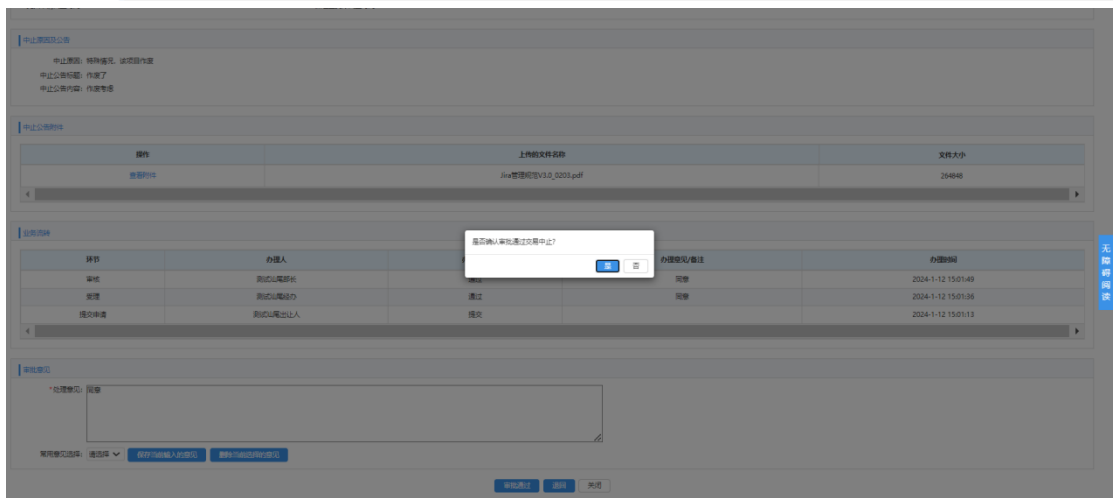 中止原因及公告
中止原因：特殊情况，该项目作废
中止公告标题：作废了
中止公告内容：作废考虑
中止公告附件
操作 上传的文件名称 文件大小
查看附件 Jira管理规范V3.0_0203.pdf 264848
业务流转
是否确认审批通过交易中止?
是 否
环节 办理人 办理意见/备注 办理时间
审核 测试汕尾部长 通过 同意 2024-1-12 15:01:49
受理 测试汕尾经办 通过 同意 2024-1-12 15:01:36
提交申请 测试汕尾出让人 提交 2024-1-12 15:01:13
审批意见
*处理意见：同意
常用意见选择：请选择 保存当前输入的意见 删除当前选择的意见
审批通过 退回 关闭
无障碍阅读